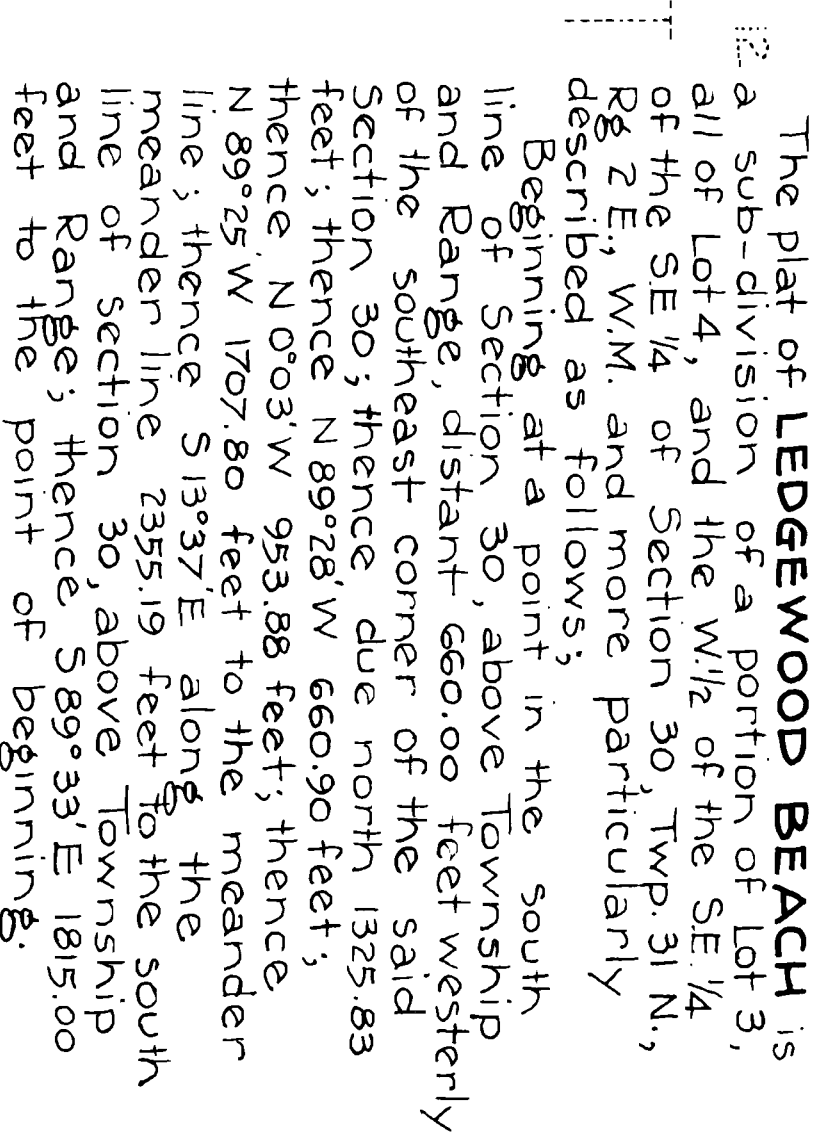 The plat of LEDGEWOOD BEACH is
a sub-division of a portion of Lot 3,
all of Lot 4, and the W.1/2 of the S.E. 1/4
of the S.E 1/4 of Section 30, Twp. 31 N.,
Rg 2 E., W.M. and more particularly
described as follows;
Beginning at a point in the south
line of Section 30, above Township
and Range, distant 660.00 feet westerly
of the southeast corner of the said
Section 30; thence due north 1325.83
feet; thence N 89°28'W 660.90 feet;
thence N 0°03'W 953.88 feet; thence
N 89°25'W 1707.80 feet to the meander
line; thence S 13°37'E along the
meander line 2355.19 feet to the south
line of Section 30, above Township
and Range; thence S 89°33'E 1815.00
feet to the point of beginning.
12